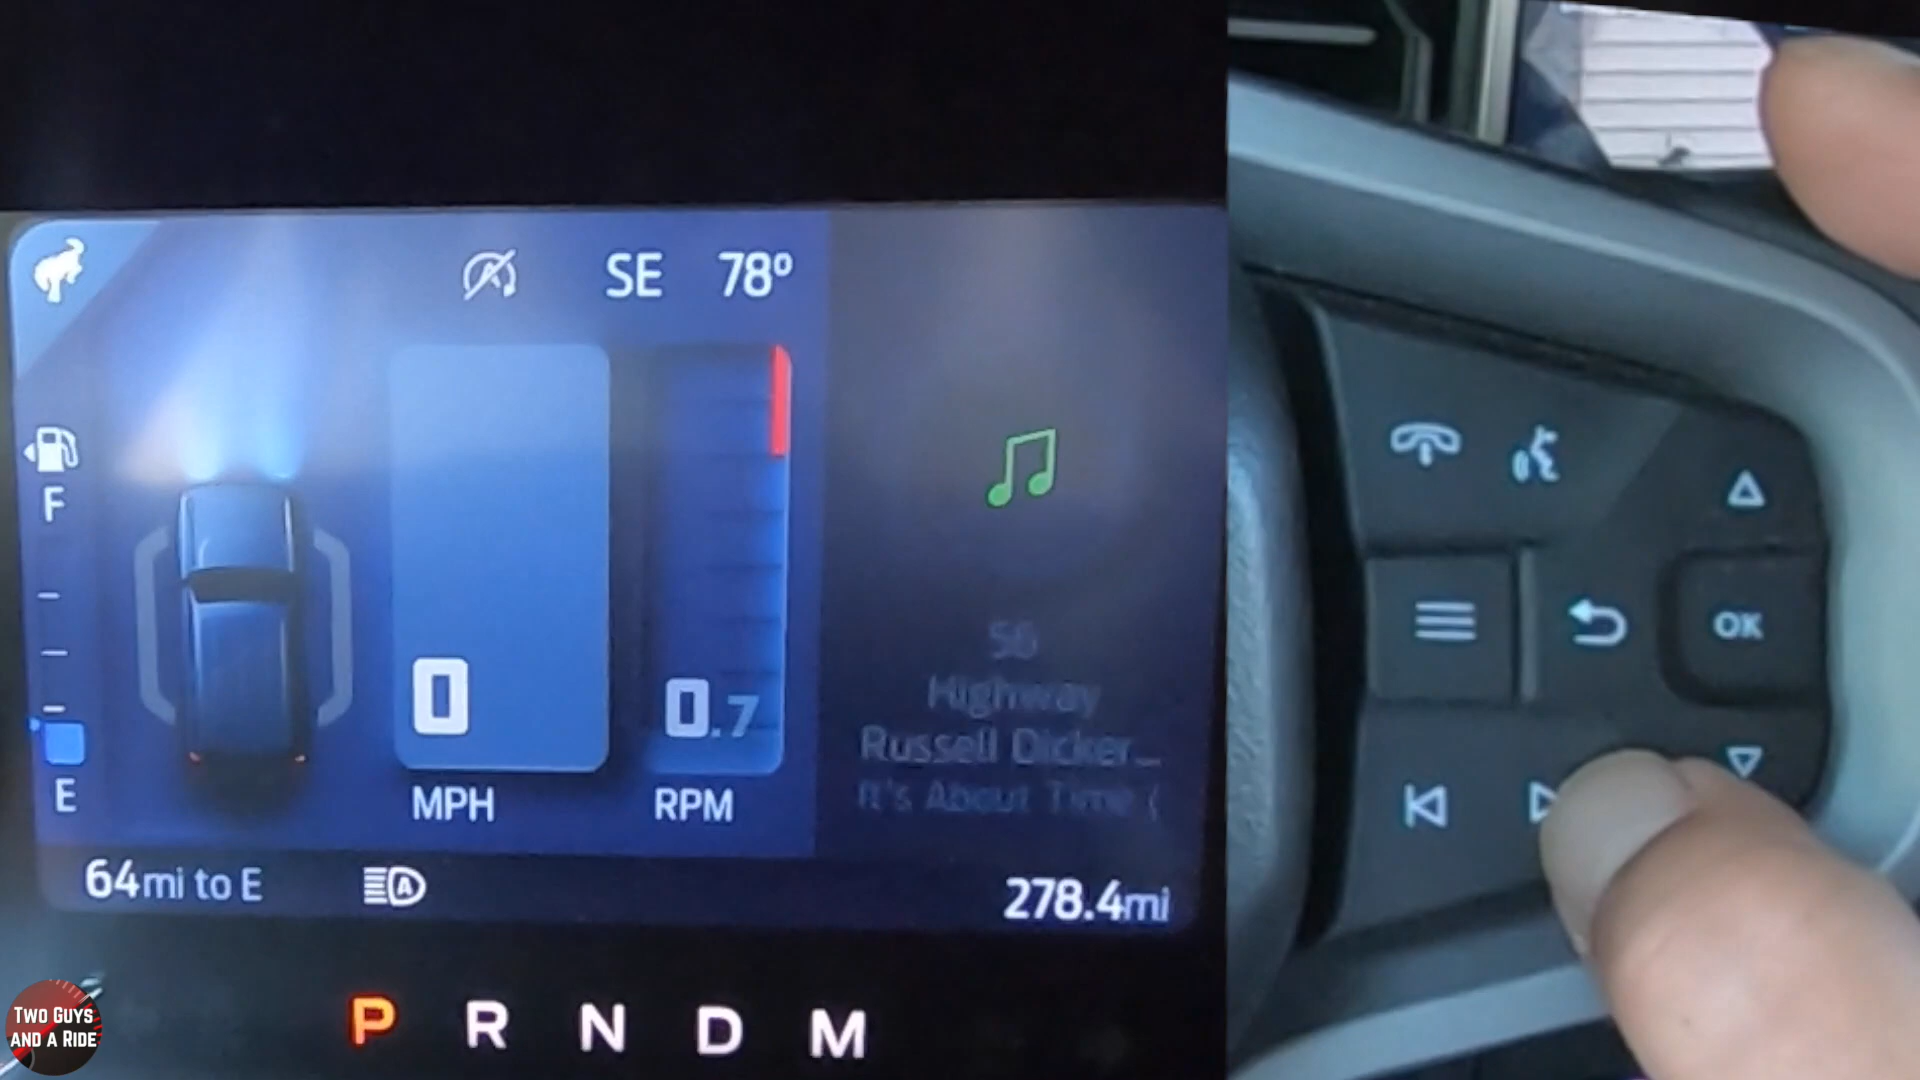 SE 78°
F
E
0
0.7
MPH
RPM
56
Highway
Russell Dicker...
It's About Time (
64mi to E
A
278.4mi
P R N D M
OK
TWO GUYS
AND A RIDE